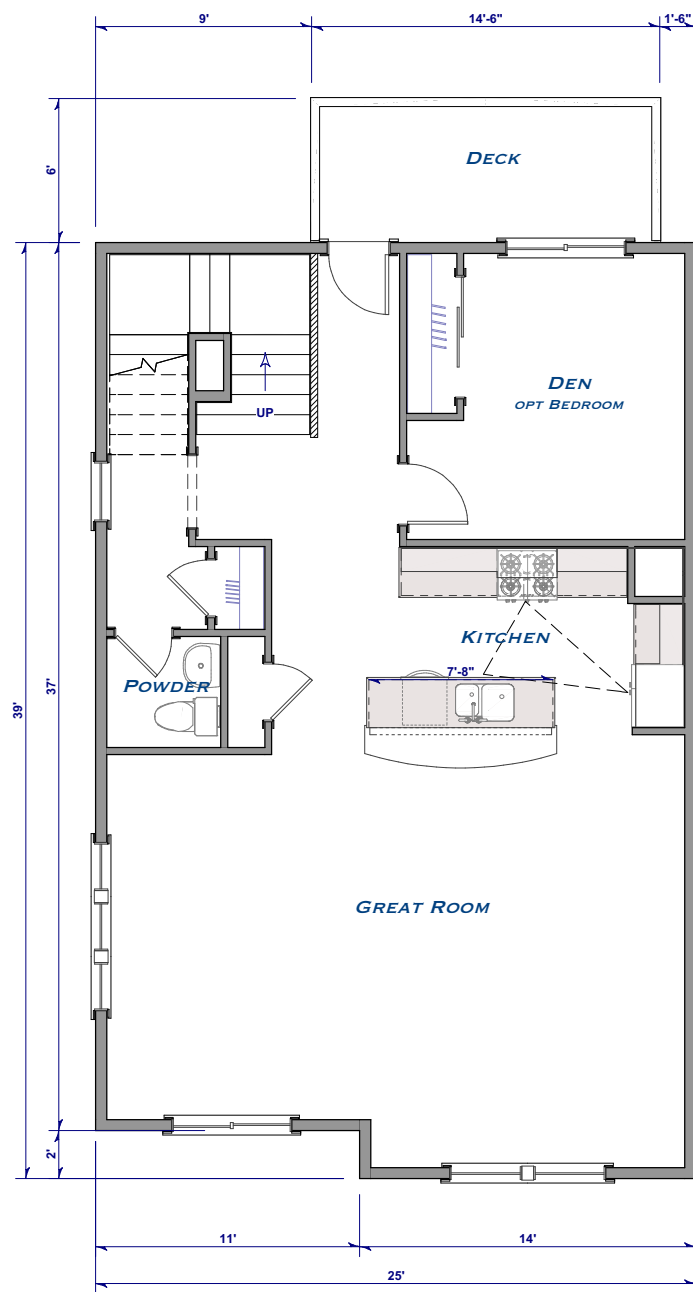 9'
14'-6"
1'-6"
6'
Deck
Den
opt Bedroom
UP
Kitchen
7'-8"
Powder
39'
37'
Great Room
2'
11'
14'
25'